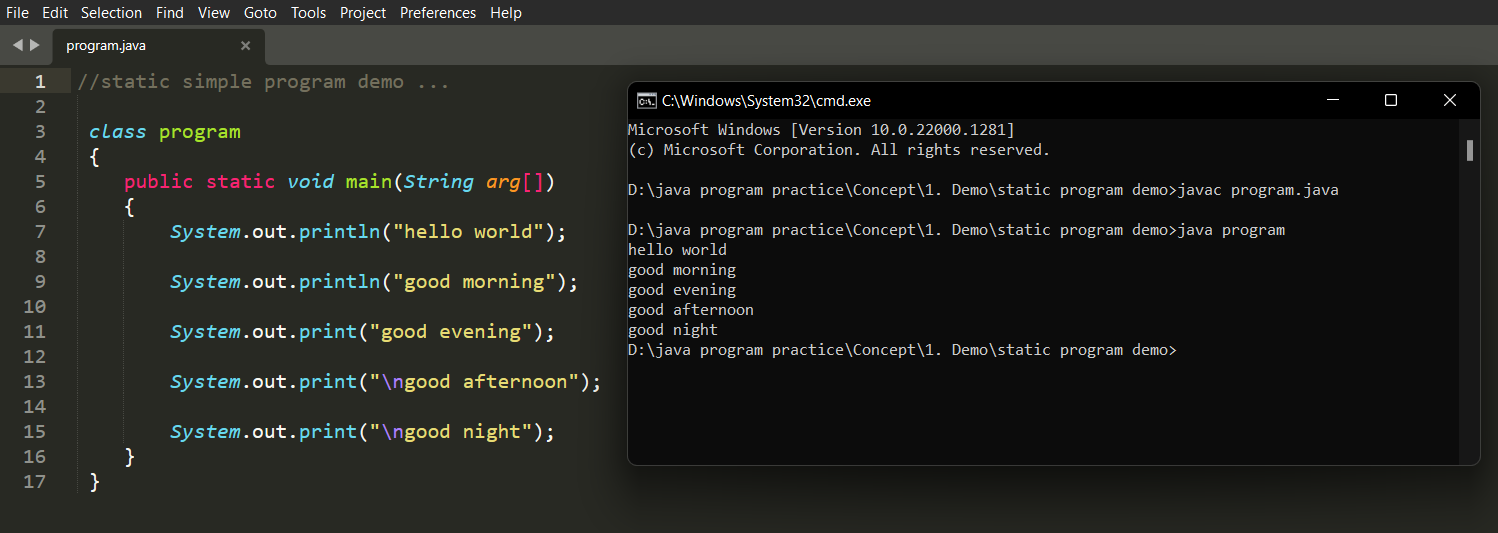 File Edit Selection Find View Goto Tools Project Preferences Help
program.java
1 //static simple program demo ...
2
3 class program
4 {
5 public static void main(String arg[])
6 {
7 System.out.println("hello world");
8
9 System.out.println("good morning");
10
11 System.out.print("good evening");
12
13 System.out.print("\ngood afternoon");
14
15 System.out.print("\ngood night");
16 }
17 }
C:\Windows\System32\cmd.exe
Microsoft Windows [Version 10.0.22000.1281]
(c) Microsoft Corporation. All rights reserved.
D:\java program practice\Concept\1. Demo\static program demo>javac program.java
D:\java program practice\Concept\1. Demo\static program demo>java program
hello world
good morning
good evening
good afternoon
good night
D:\java program practice\Concept\1. Demo\static program demo>